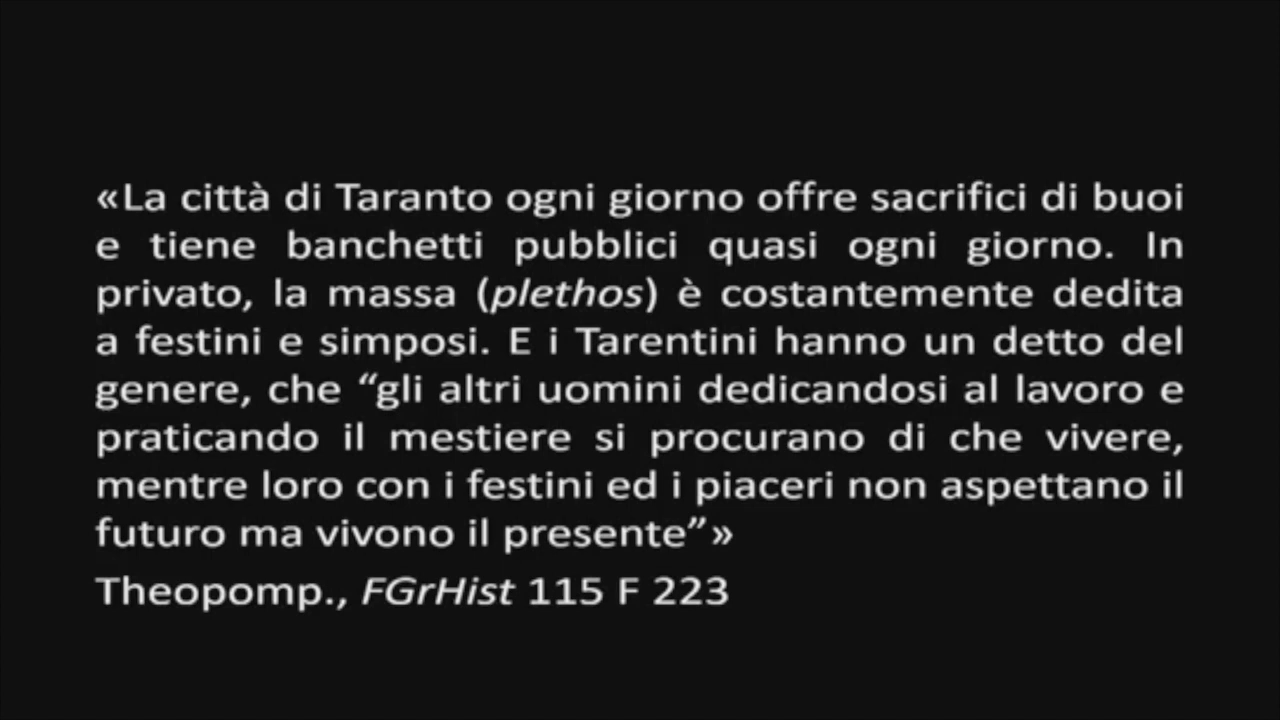 «La città di Taranto ogni giorno offre sacrifici di buoi
e tiene banchetti pubblici quasi ogni giorno. In
privato, la massa (plethos) è costantemente dedita
a festini e simposi. E i Tarentini hanno un detto del
genere, che “gli altri uomini dedicandosi al lavoro e
praticando il mestiere si procurano di che vivere,
mentre loro con i festini ed i piaceri non aspettano il
futuro ma vivono il presente”»
Theopomp., FGrHist 115 F 223